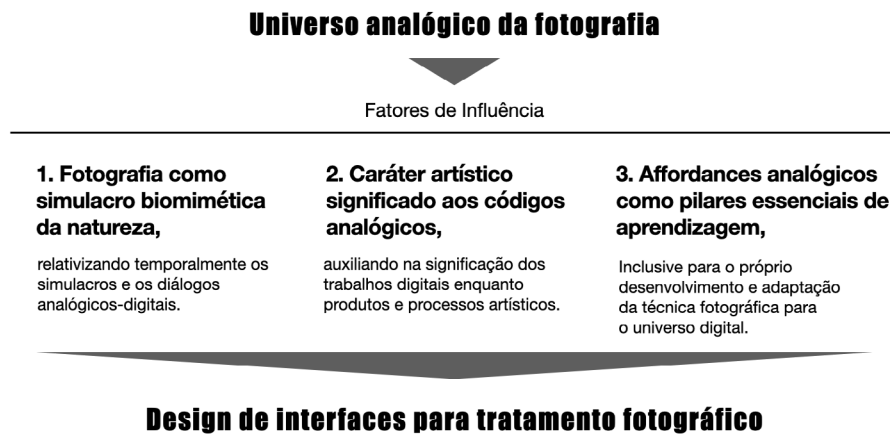 Universo analógico da fotografia
Fatores de Influência
1. Fotografia como
simulacro biomimética
da natureza,
relativizando temporalmente os
simulacros e os diálogos
analógicos-digitais.
2. Caráter artístico
significado aos códigos
analógicos,
auxiliando na significação dos
trabalhos digitais enquanto
produtos e processos artísticos.
3. Affordances analógicos
como pilares essenciais de
aprendizagem,
Inclusive para o próprio
desenvolvimento e adaptação
da técnica fotográfica para
o universo digital.
Design de interfaces para tratamento fotográfico